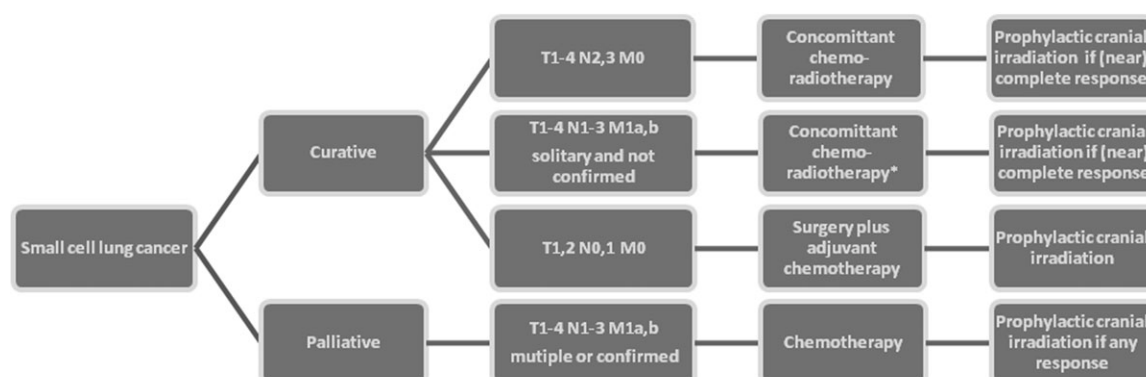 T1-4 N2,3 M0
Concomittant
chemo-
radiotherapy
Prophylactic cranial
irradiation if (near)
complete response
Curative
T1-4 N1-3 M1a,b
solitary and not
confirmed
Concomittant
chemo-
radiotherapy*
Prophylactic cranial
irradiation if (near)
complete response
Small cell lung cancer
T1,2 N0,1 M0
Surgery plus
adjuvant
chemotherapy
Prophylactic cranial
irradiation
Palliative
T1-4 N1-3 M1a,b
mutiple or confirmed
Chemotherapy
Prophylactic cranial
irradiation if any
response